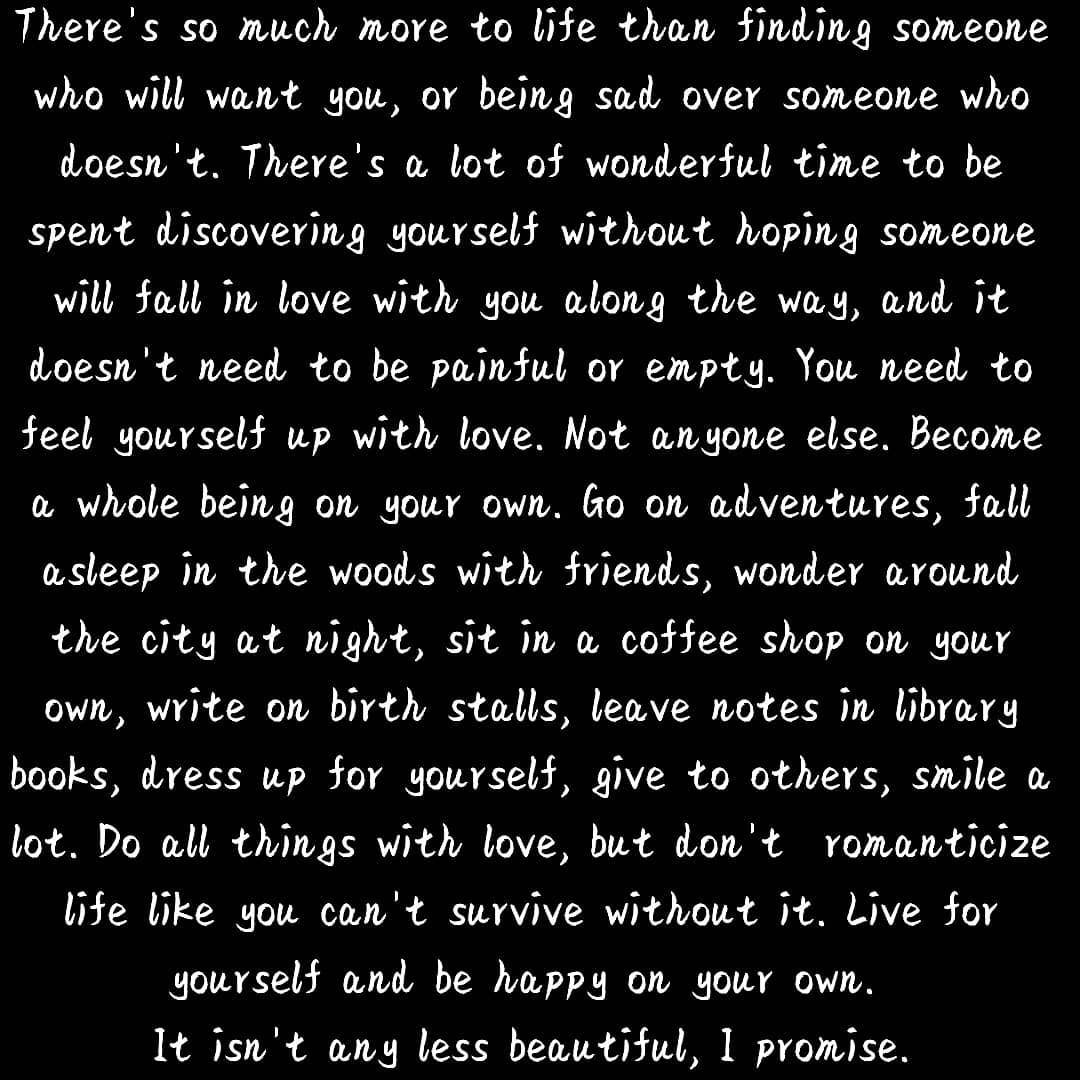 There's so much more to life than finding someone
who will want you, or being sad over someone who
doesn't. There's a lot of wonderful time to be
spent discovering yourself without hoping someone
will fall in love with you along the way, and it
doesn't need to be painful or empty. You need to
feel yourself up with love. Not anyone else. Become
a whole being on your own. Go on adventures, fall
asleep in the woods with friends, wonder around
the city at night, sit in a coffee shop on your
own, write on birth stalls, leave notes in library
books, dress up for yourself, give to others, smile a
lot. Do all things with love, but don't romanticize
life like you can't survive without it. Live for
yourself and be happy on your own.
It isn't any less beautiful, I promise.